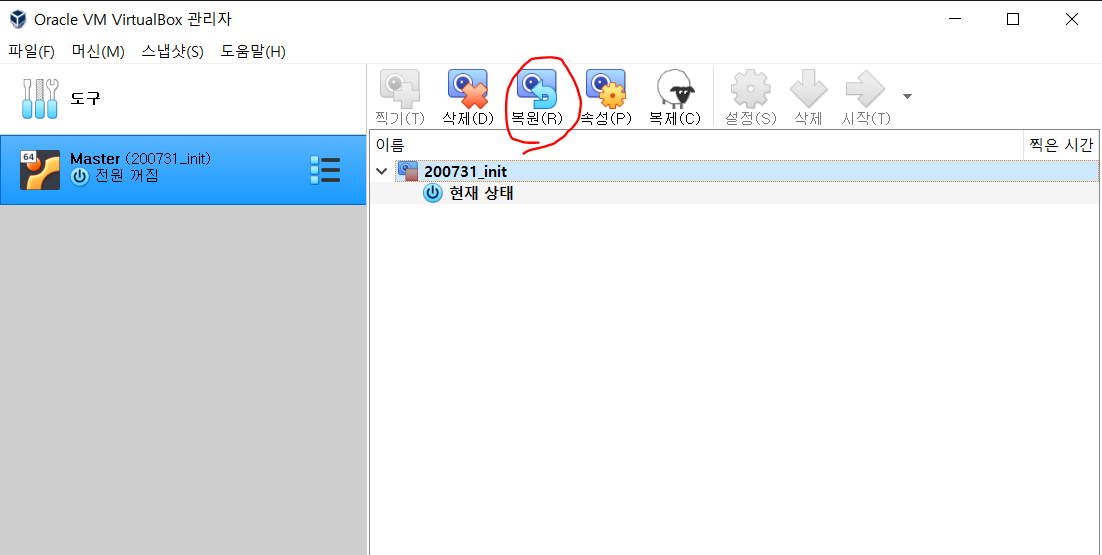 Oracle VM VirtualBox 관리자
파일(F) 머신(M) 스냅샷(S) 도움말(H)
도구
찍기(T) 삭제(D) 복원(R) 속성(P) 복제(C) 설정(S) 삭제 시작(T)
이름 찍은 시간
64
Master (200731_init)
전원 꺼짐
200731_init
현재 상태